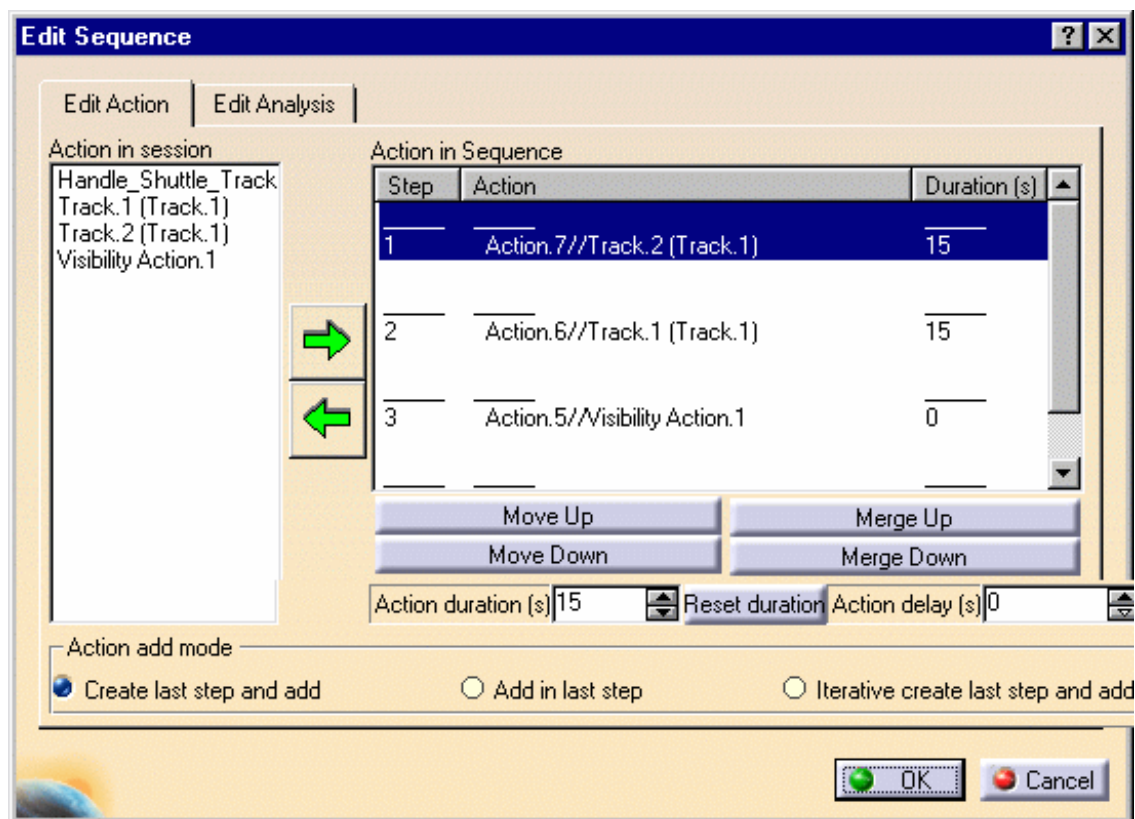 Edit Sequence
Edit Action
Edit Analysis
Action in session
Handle_Shuttle_Track
Track.1 (Track.1)
Track.2 (Track.1)
Visibility Action.1
Action in Sequence
Step Action Duration (s)
1 Action.7//Track.2 (Track.1) 15
2 Action.6//Track.1 (Track.1) 15
3 Action.5//Visibility Action.1 0
Move Up
Merge Up
Move Down
Merge Down
Action duration (s) 15 Reset duration Action delay (s) 0
Action add mode
Create last step and add
Add in last step
Iterative create last step and add
OK
Cancel